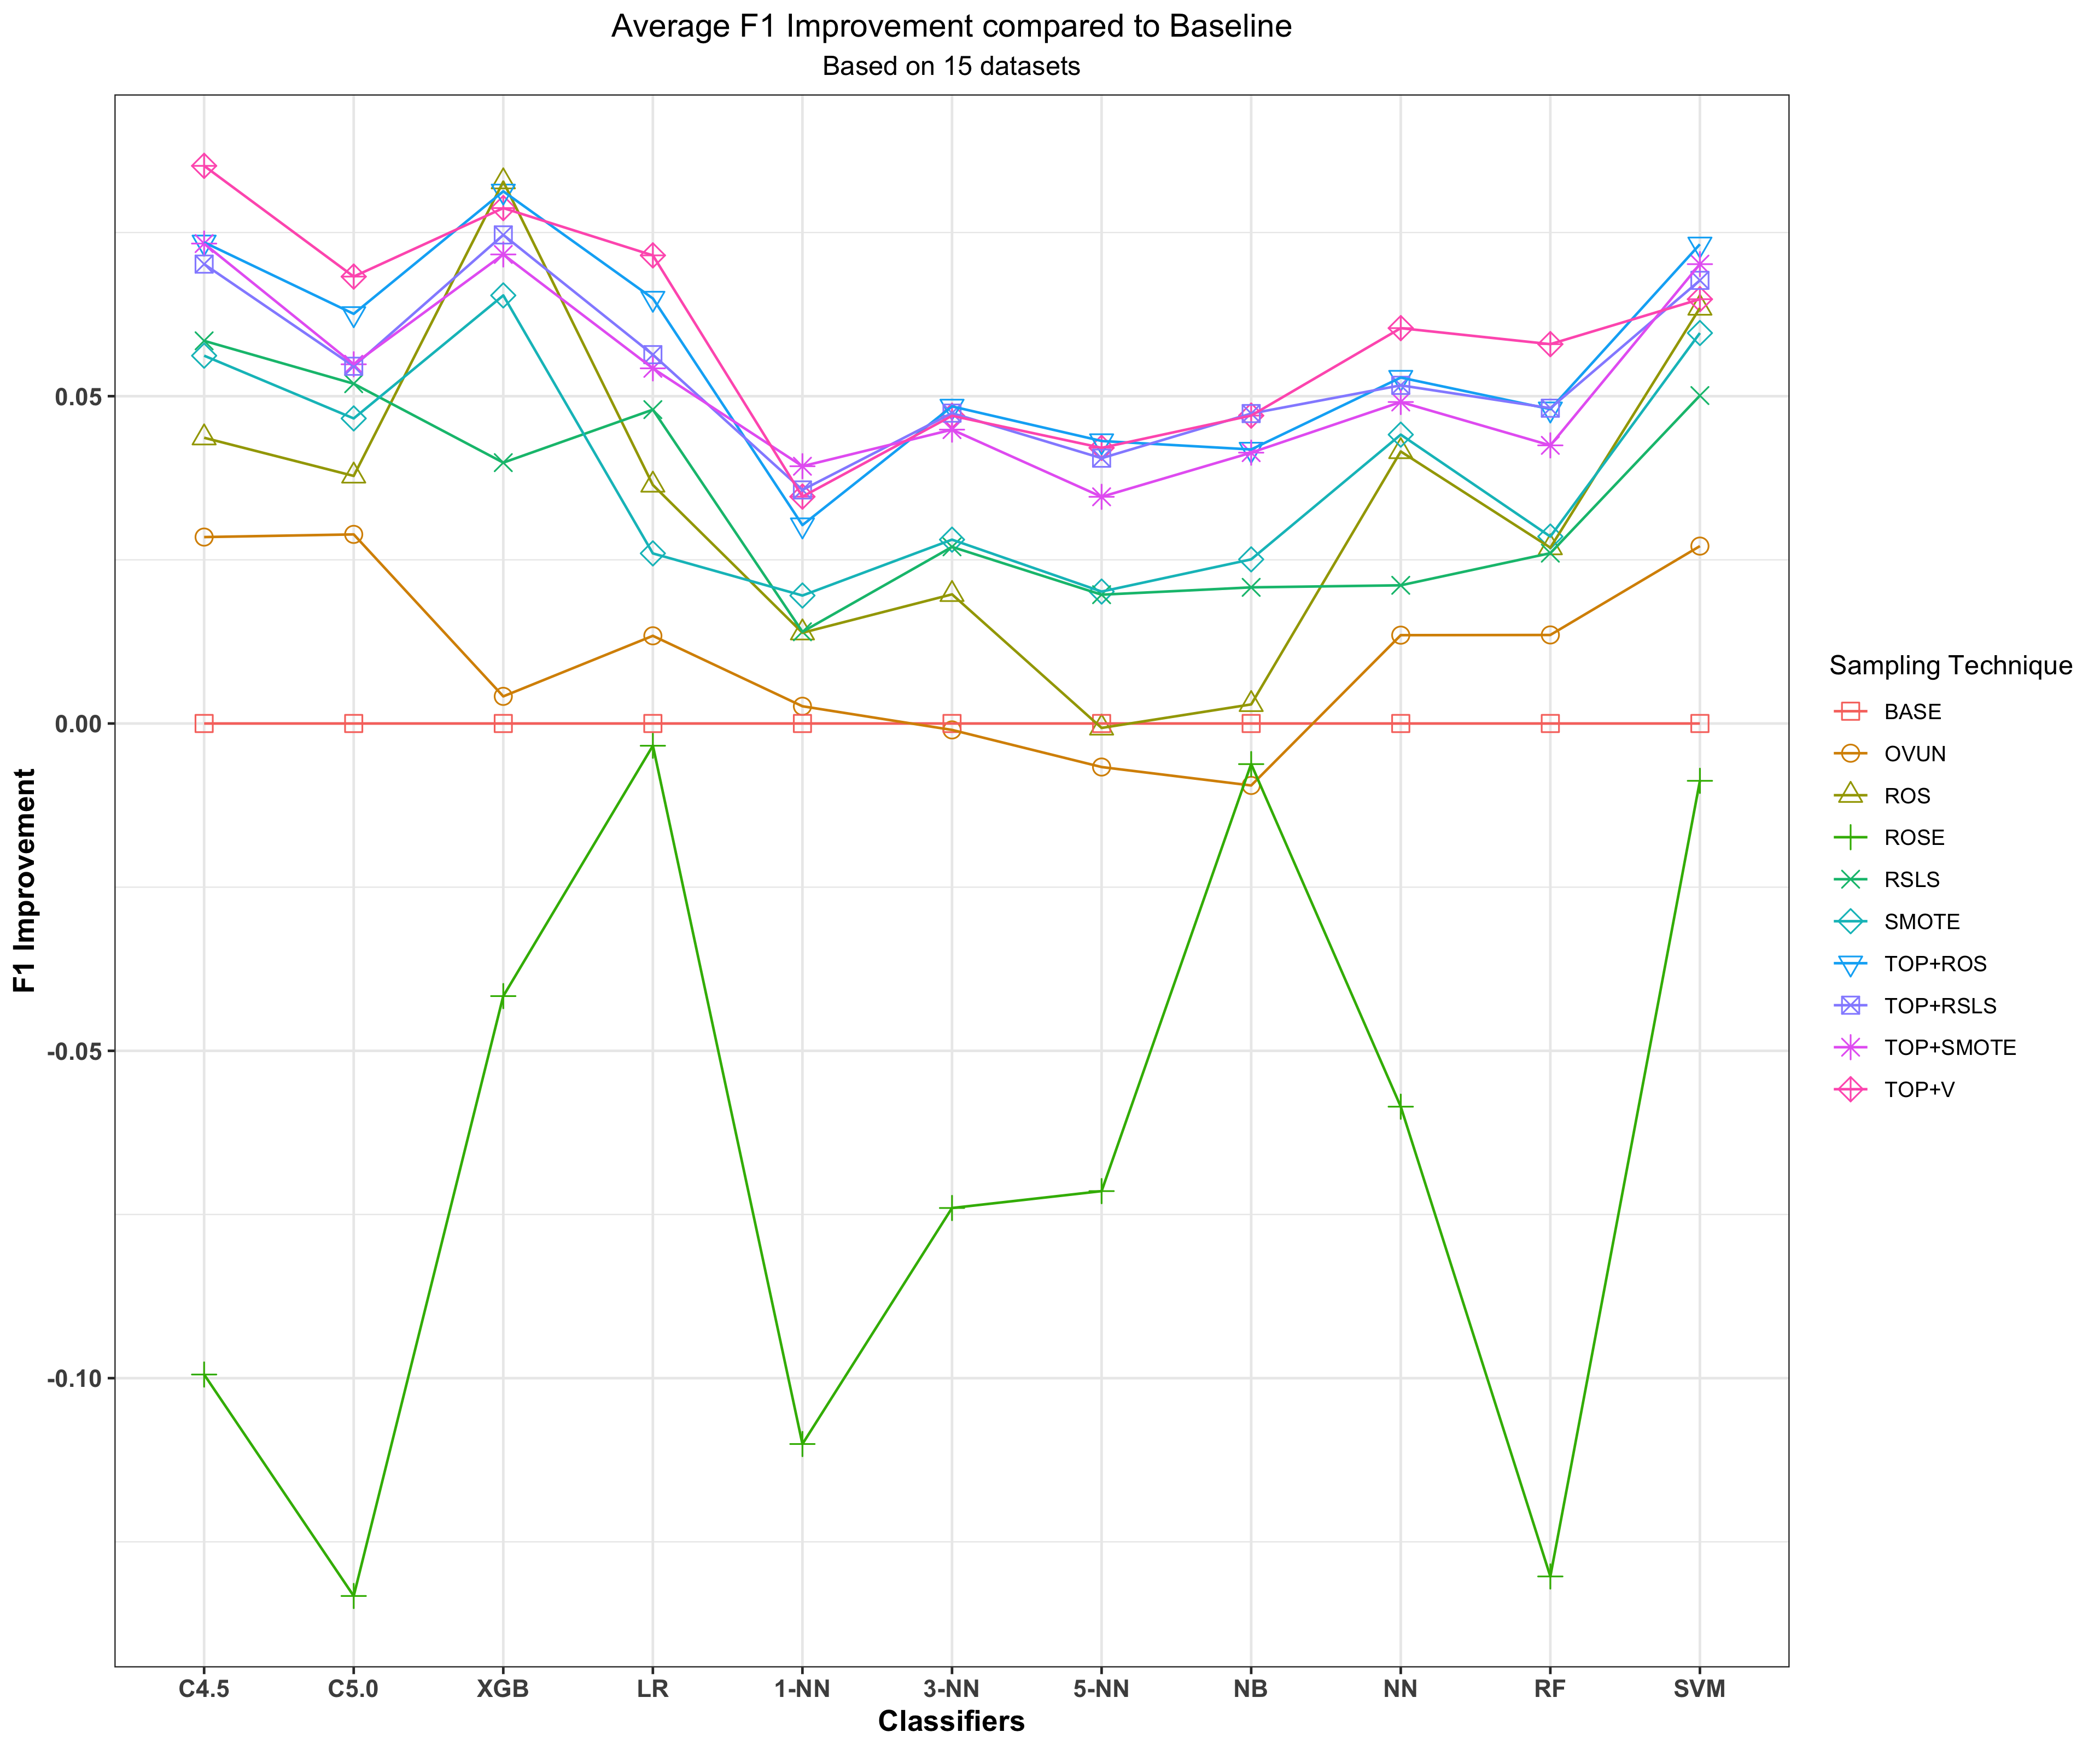 Average F1 Improvement compared to Baseline
Based on 15 datasets
F1 Improvement
0.05
0.00
-0.05
-0.10
C4.5 C5.0 XGB LR 1-NN 3-NN 5-NN NB NN RF SVM
Classifiers
Sampling Technique
BASE
OVUN
ROS
ROSE
RSLS
SMOTE
TOP+ROS
TOP+RSLS
TOP+SMOTE
TOP+V